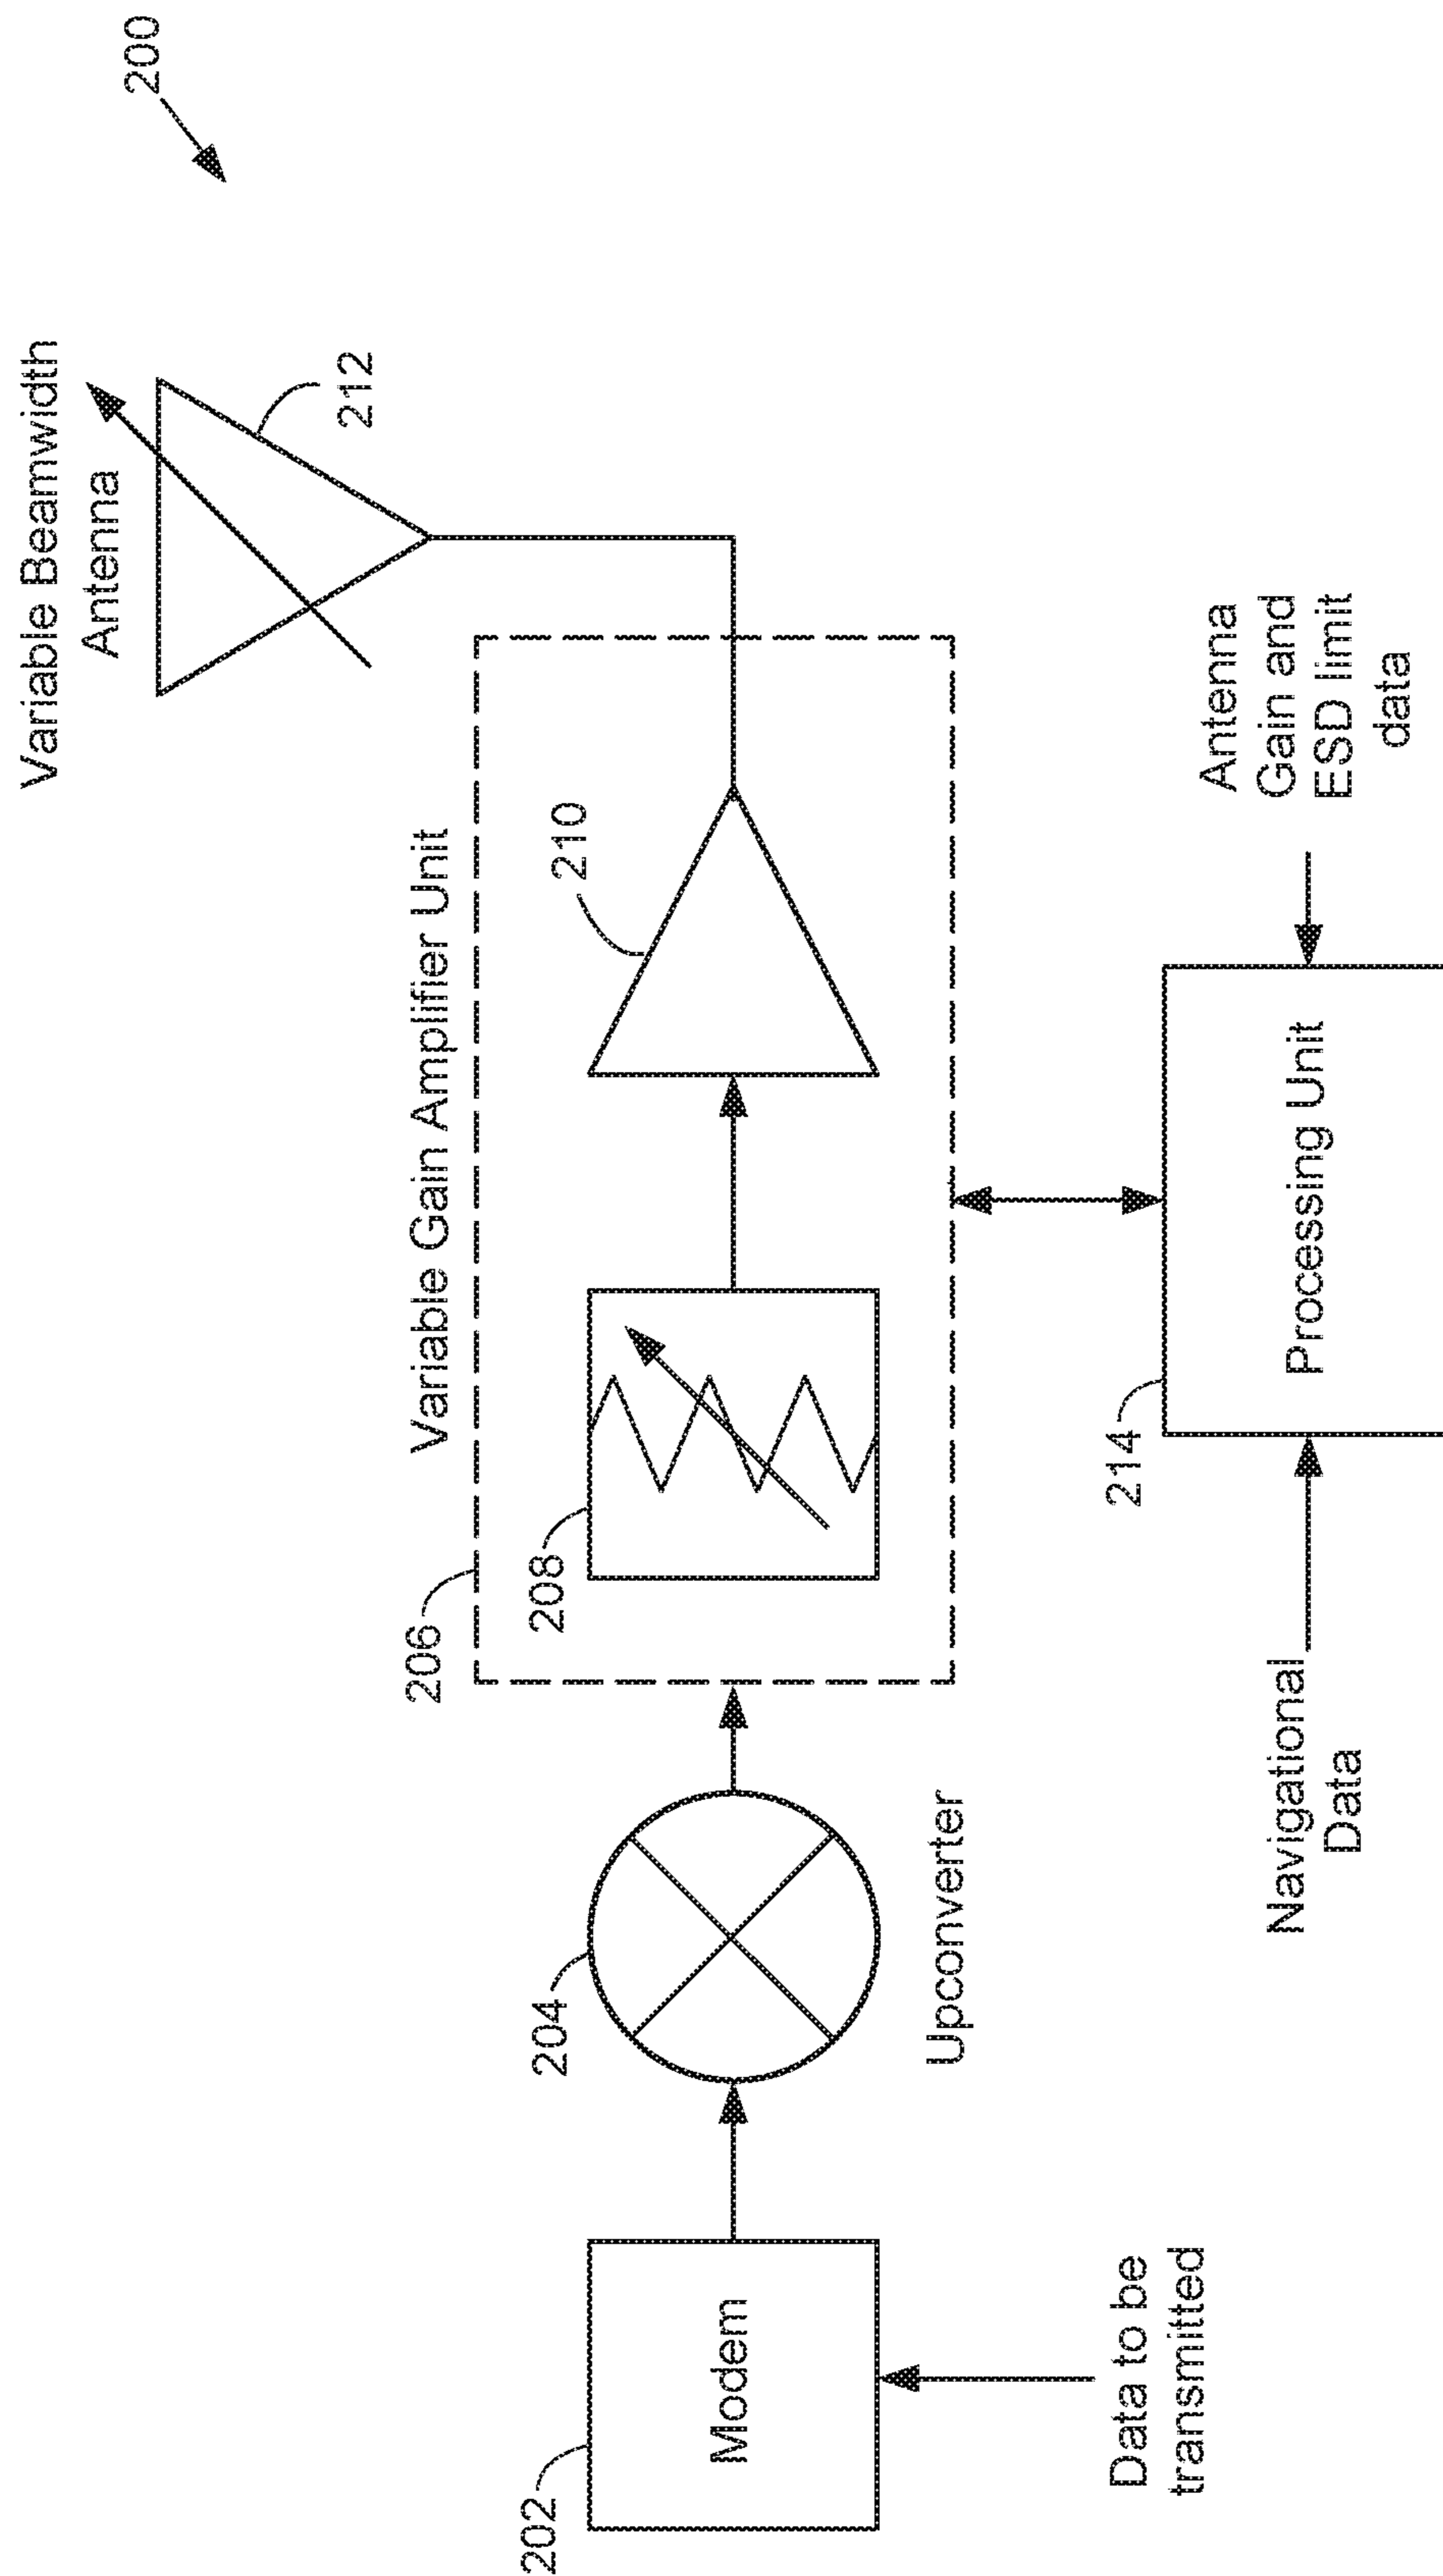 200
Variable Beamwidth
Antenna
212
Variable Gain Amplifier Unit
206
208
210
204
Upconverter
202
Modem
Data to be
transmitted
214
Processing Unit
Navigational
Data
Antenna
Gain and
ESD limit
data